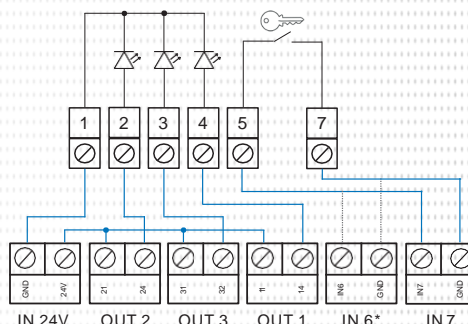 1 2 3 4 5 7
GND 24V 21 24 31 32 11 14 IN6 GND IN7 GND
IN 24V OUT 2 OUT 3 OUT 1 IN 6* IN 7